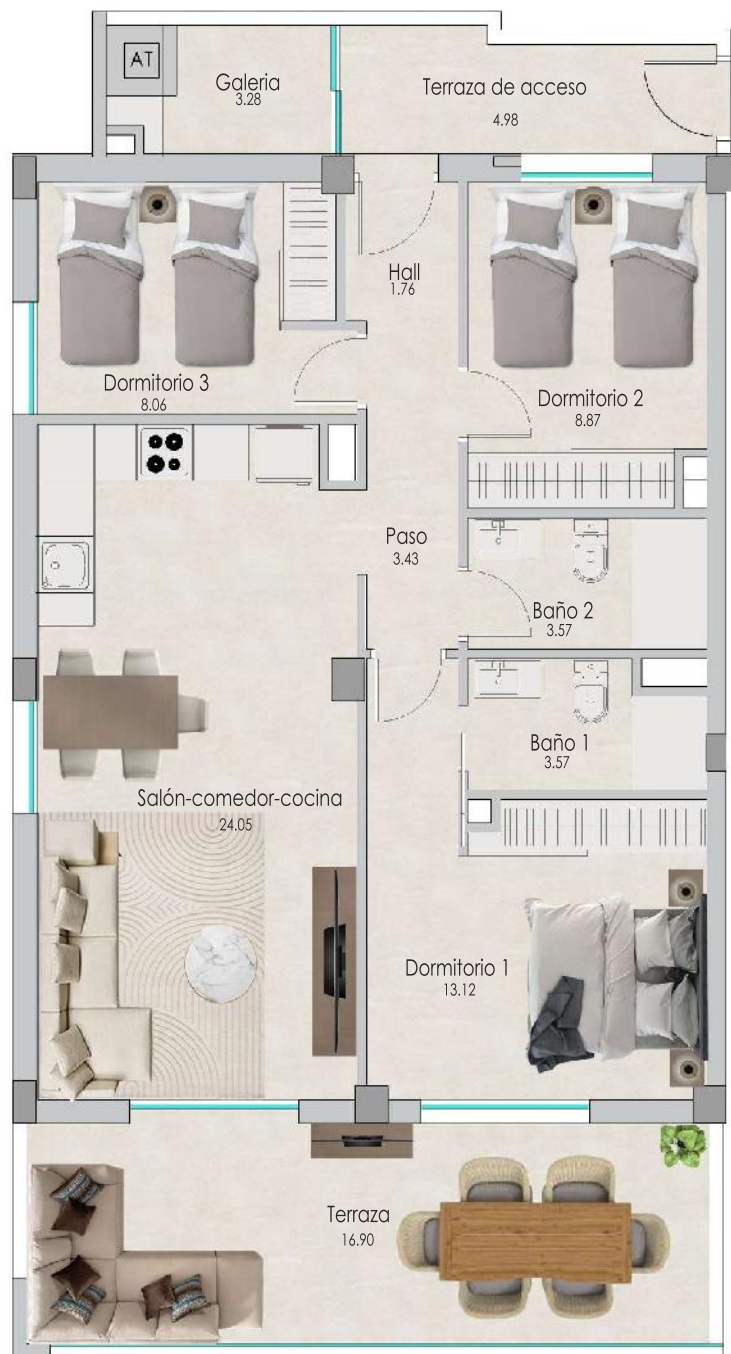 AT
Galeria
3.28
Terraza de acceso
4.98
Hall
1.76
Dormitorio 3
8.06
Dormitorio 2
8.87
Paso
3.43
Baño 2
3.57
Baño 1
3.57
Salón-comedor-cocina
24.05
Dormitorio 1
13.12
Terraza
16.90